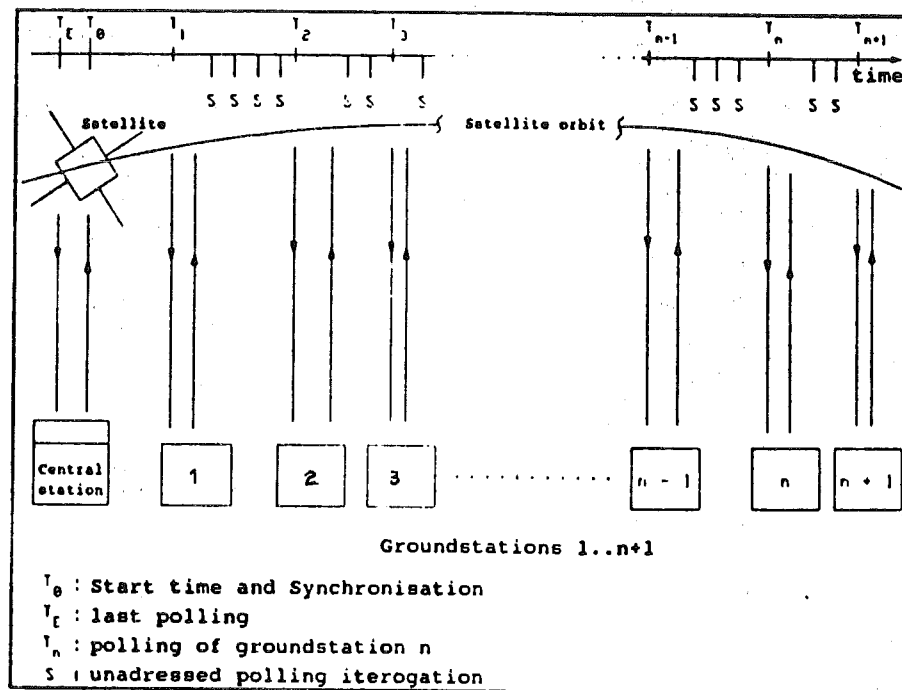 T_E T_0 T_1 T_2 T_3 T_n-1 T_n T_n+1
time
S S S S S S S S S S S S
Satellite
Satellite orbit
Central
station
1 2 3 n - 1 n n + 1
Groundstations 1..n+1
T_0 : Start time and Synchronisation
T_E : last polling
T_n : polling of groundstation n
S : unadressed polling iterogation